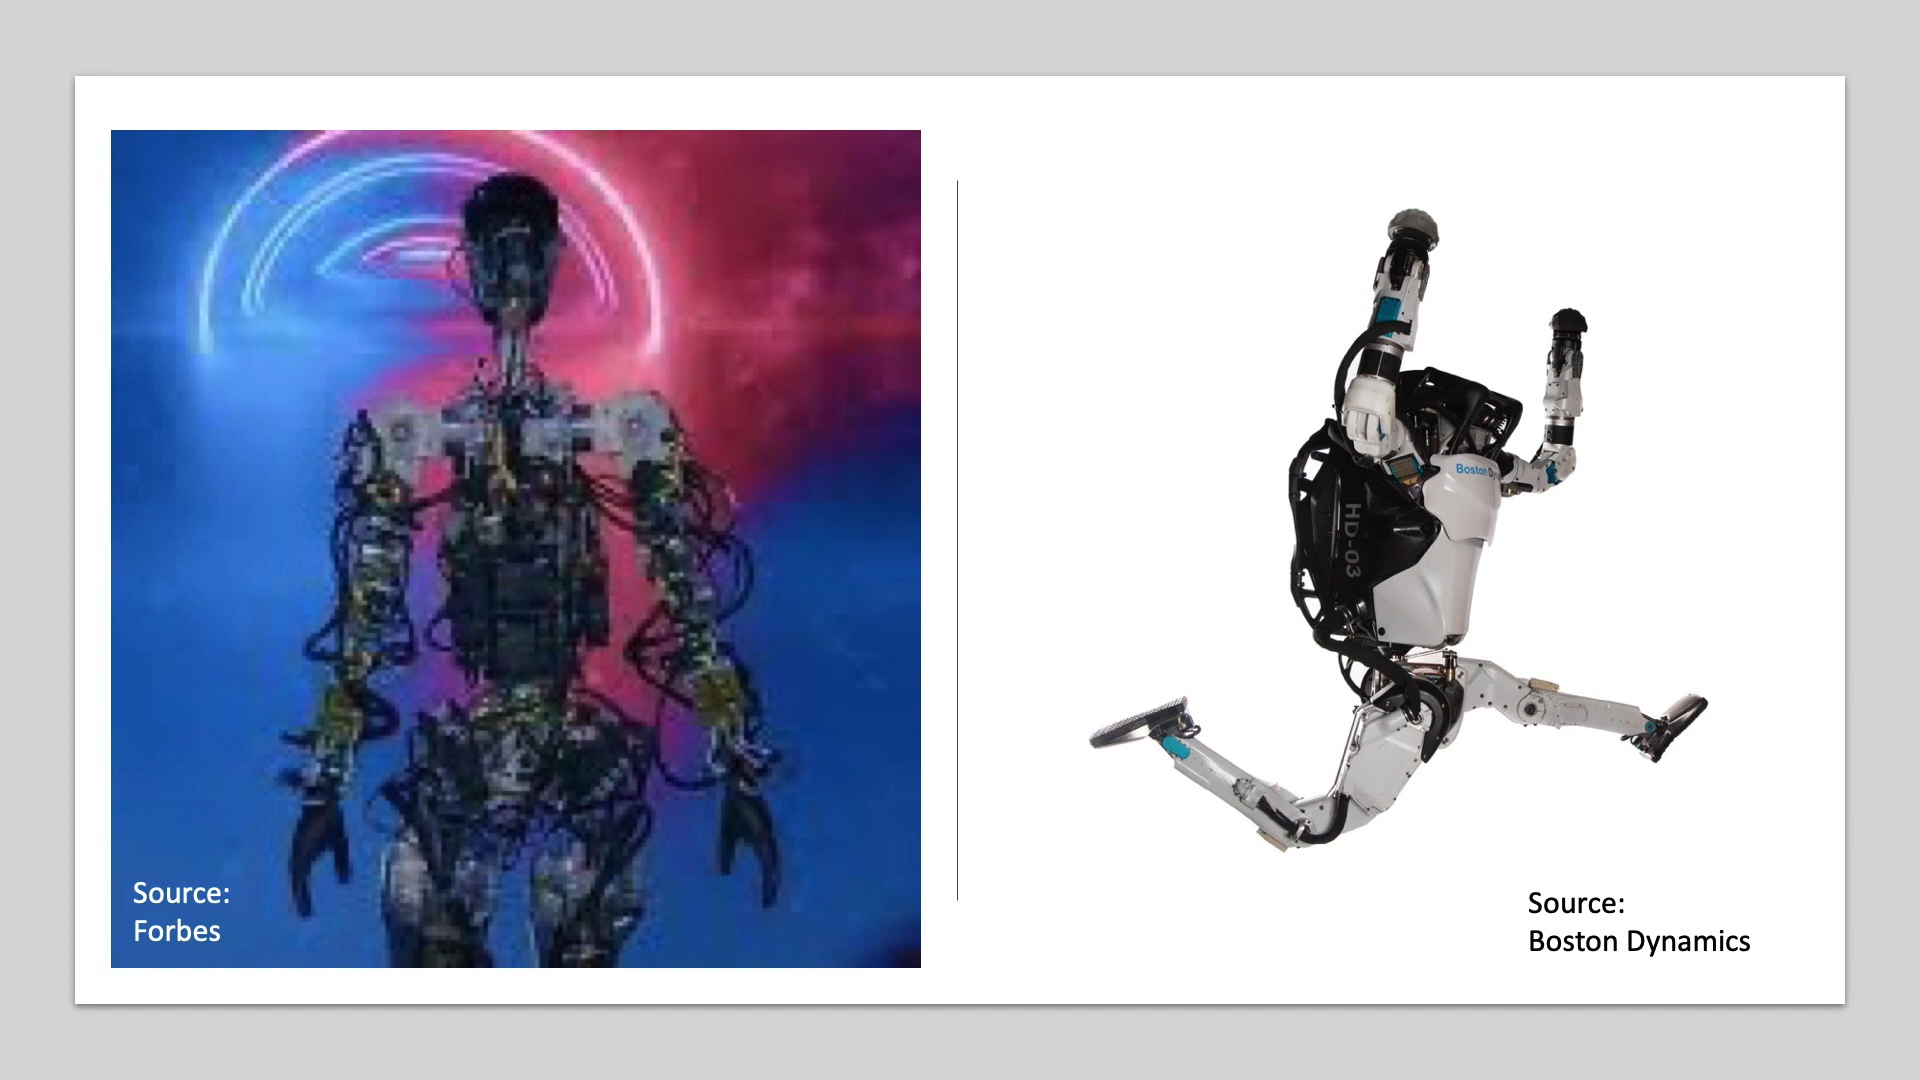 Source:
Forbes
Boston
HD-03
Source:
Boston Dynamics